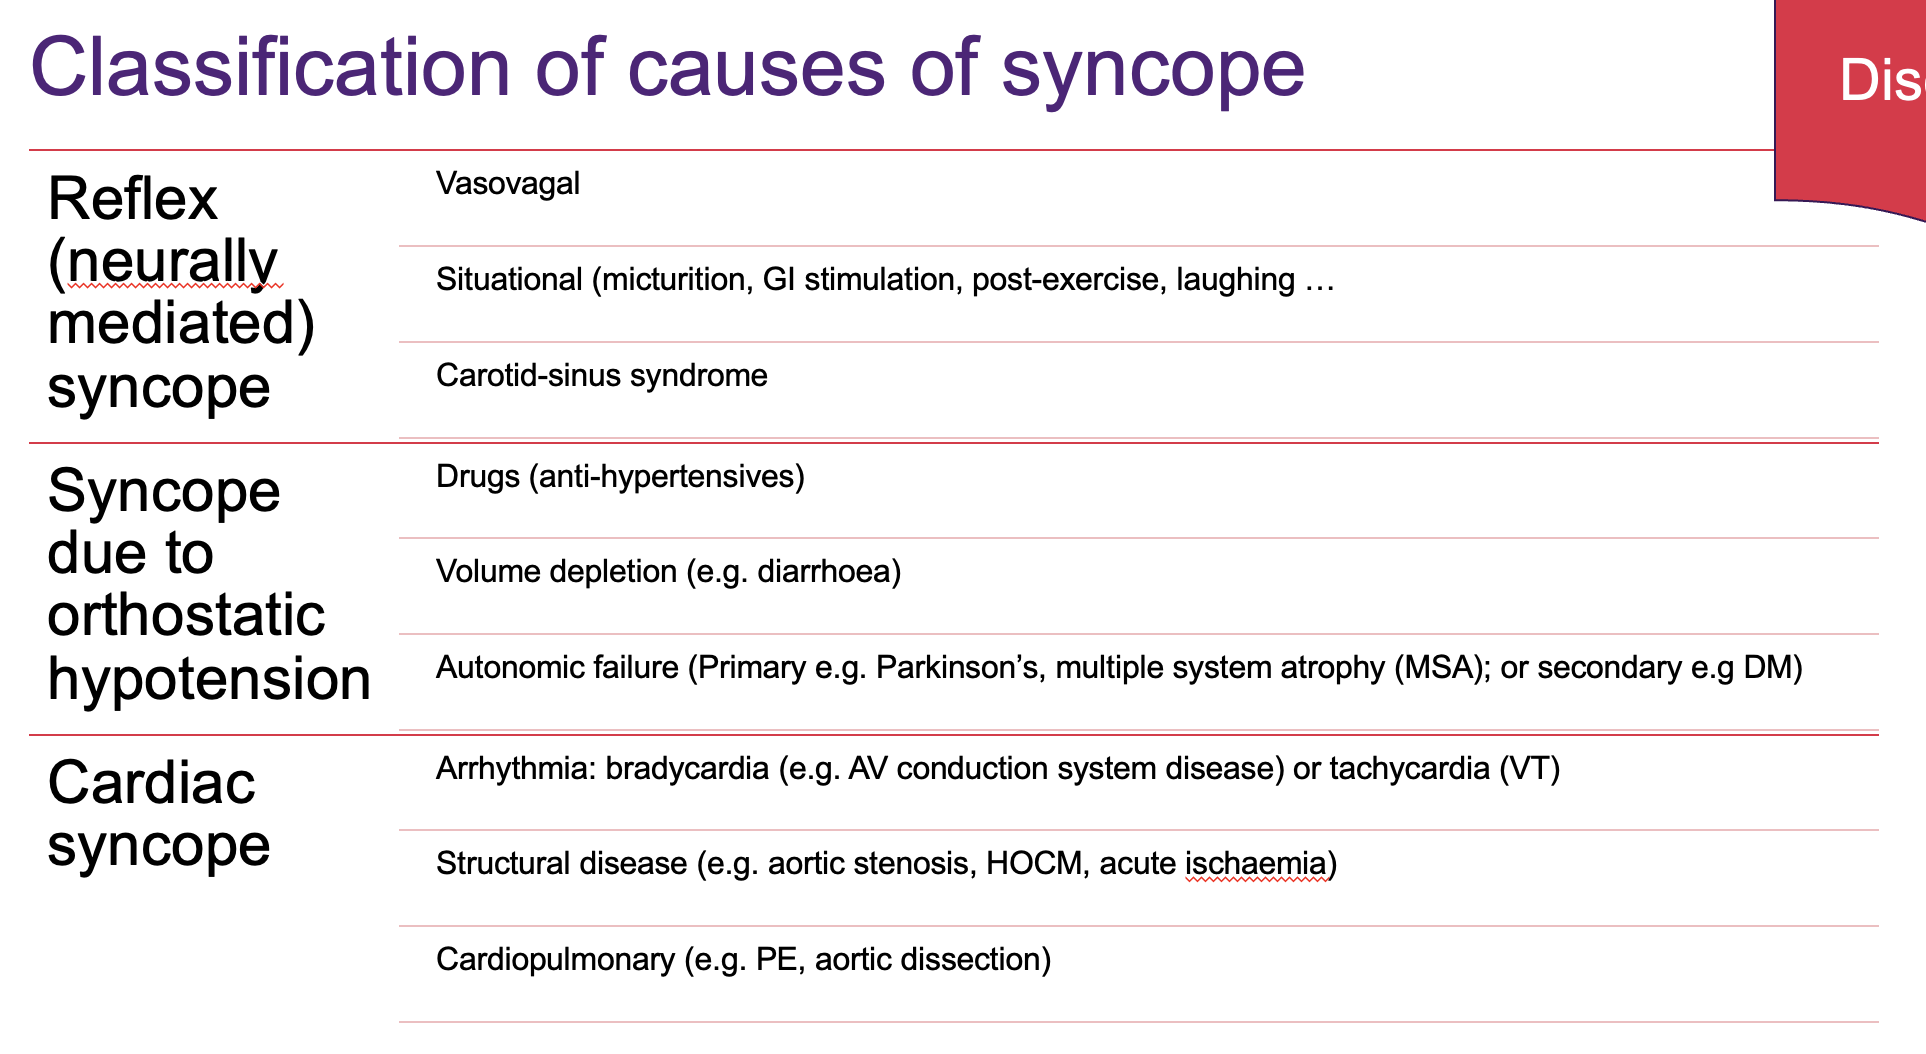 Classification of causes of syncope
Reflex
(neurally
mediated)
syncope
Vasovagal
Situational (micturition, GI stimulation, post-exercise, laughing …
Carotid-sinus syndrome
Syncope
due to
orthostatic
hypotension
Drugs (anti-hypertensives)
Volume depletion (e.g. diarrhoea)
Autonomic failure (Primary e.g. Parkinson’s, multiple system atrophy (MSA); or secondary e.g DM)
Cardiac
syncope
Arrhythmia: bradycardia (e.g. AV conduction system disease) or tachycardia (VT)
Structural disease (e.g. aortic stenosis, HOCM, acute ischaemia)
Cardiopulmonary (e.g. PE, aortic dissection)